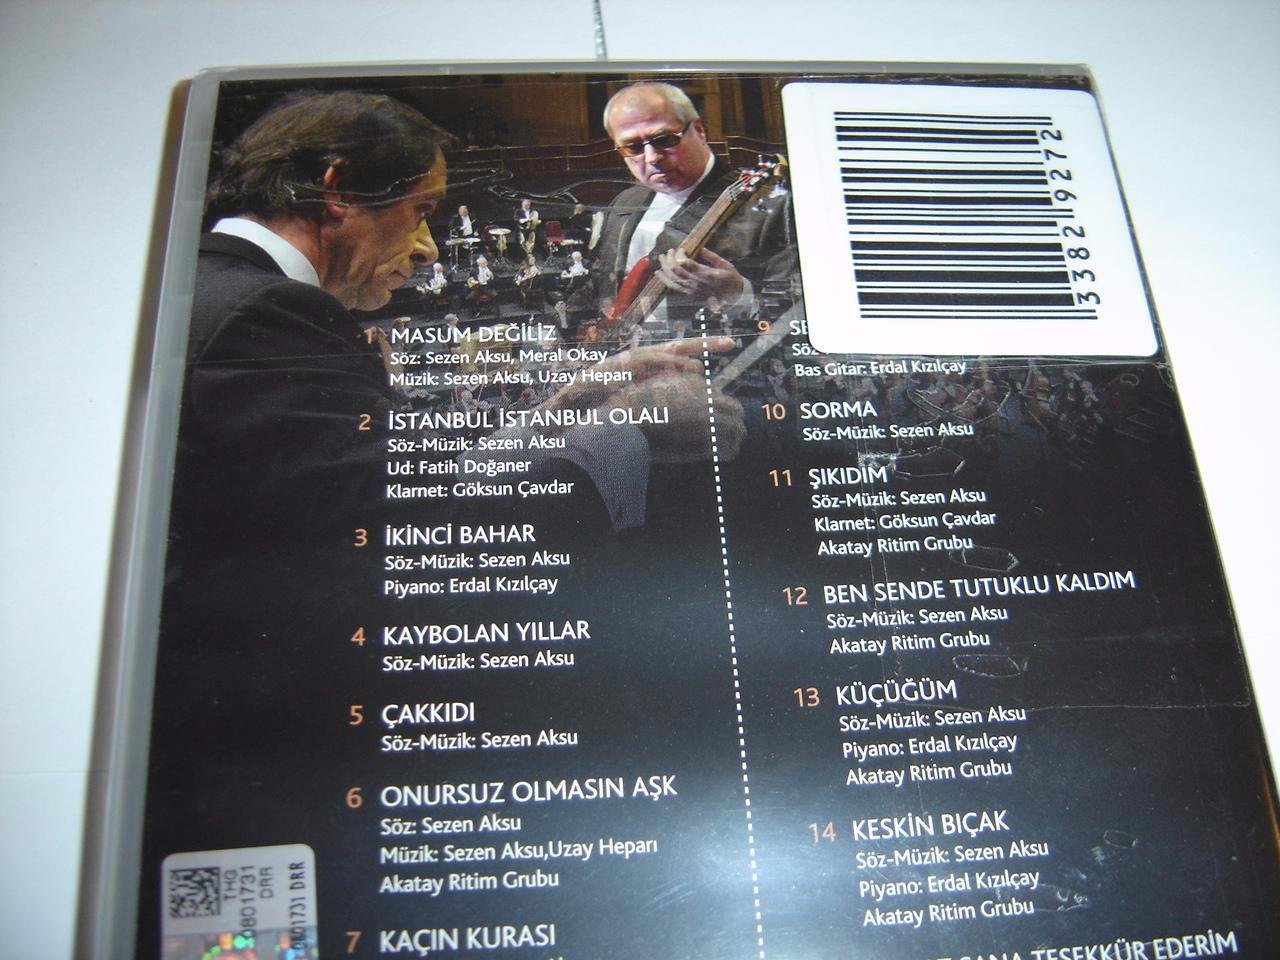 3382 19272
1 MASUM DEĞİLİZ
Söz: Sezen Aksu, Meral Okay
Müzik: Sezen Aksu, Uzay Heparı
2 İSTANBUL İSTANBUL OLALI
Söz-Müzik: Sezen Aksu
Ud: Fatih Doğaner
Klarnet: Göksun Çavdar
3 İKİNCİ BAHAR
Söz-Müzik: Sezen Aksu
Piyano: Erdal Kızılçay
4 KAYBOLAN YILLAR
Söz-Müzik: Sezen Aksu
5 ÇAKKIDI
Söz-Müzik: Sezen Aksu
6 ONURSUZ OLMASIN AŞK
Söz: Sezen Aksu
Müzik: Sezen Aksu,Uzay Heparı
Akatay Ritim Grubu
7 KAÇIN KURASI
9
Bas Gitar: Erdal Kızılçay
10 SORMA
Söz-Müzik: Sezen Aksu
11 ŞIKIDIM
Söz-Müzik: Sezen Aksu
Klarnet: Göksun Çavdar
Akatay Ritim Grubu
12 BEN SENDE TUTUKLU KALDIM
Söz-Müzik: Sezen Aksu
Akatay Ritim Grubu
13 KÜÇÜĞÜM
Söz-Müzik: Sezen Aksu
Piyano: Erdal Kızılçay
Akatay Ritim Grubu
14 KESKİN BIÇAK
Söz-Müzik: Sezen Aksu
Piyano: Erdal Kızılçay
Akatay Ritim Grubu
SANA TEŞEKKÜR EDERİM
THG
0801731
DRR
0801731 DRR